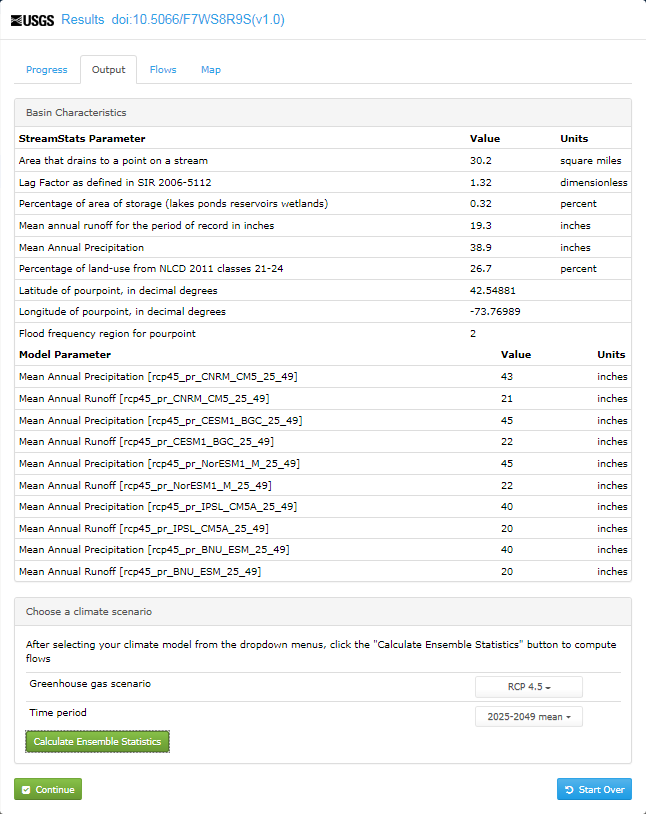 USGS Results doi:10.5066/F7WS8R9S(v1.0)
Progress Output Flows Map
Basin Characteristics
StreamStats Parameter Value Units
Area that drains to a point on a stream 30.2 square miles
Lag Factor as defined in SIR 2006-5112 1.32 dimensionless
Percentage of area of storage (lakes ponds reservoirs wetlands) 0.32 percent
Mean annual runoff for the period of record in inches 19.3 inches
Mean Annual Precipitation 38.9 inches
Percentage of land-use from NLCD 2011 classes 21-24 26.7 percent
Latitude of pourpoint, in decimal degrees 42.54881
Longitude of pourpoint, in decimal degrees -73.76989
Flood frequency region for pourpoint 2
Model Parameter Value Units
Mean Annual Precipitation [rcp45_pr_CNRM_CM5_25_49] 43 inches
Mean Annual Runoff [rcp45_pr_CNRM_CM5_25_49] 21 inches
Mean Annual Precipitation [rcp45_pr_CESM1_BGC_25_49] 45 inches
Mean Annual Runoff [rcp45_pr_CESM1_BGC_25_49] 22 inches
Mean Annual Precipitation [rcp45_pr_NorESM1_M_25_49] 45 inches
Mean Annual Runoff [rcp45_pr_NorESM1_M_25_49] 22 inches
Mean Annual Precipitation [rcp45_pr_IPSL_CM5A_25_49] 40 inches
Mean Annual Runoff [rcp45_pr_IPSL_CM5A_25_49] 20 inches
Mean Annual Precipitation [rcp45_pr_BNU_ESM_25_49] 40 inches
Mean Annual Runoff [rcp45_pr_BNU_ESM_25_49] 20 inches
Choose a climate scenario
After selecting your climate model from the dropdown menus, click the "Calculate Ensemble Statistics" button to compute
flows
Greenhouse gas scenario RCP 4.5
Time period 2025-2049 mean
Calculate Ensemble Statistics
Continue Start Over